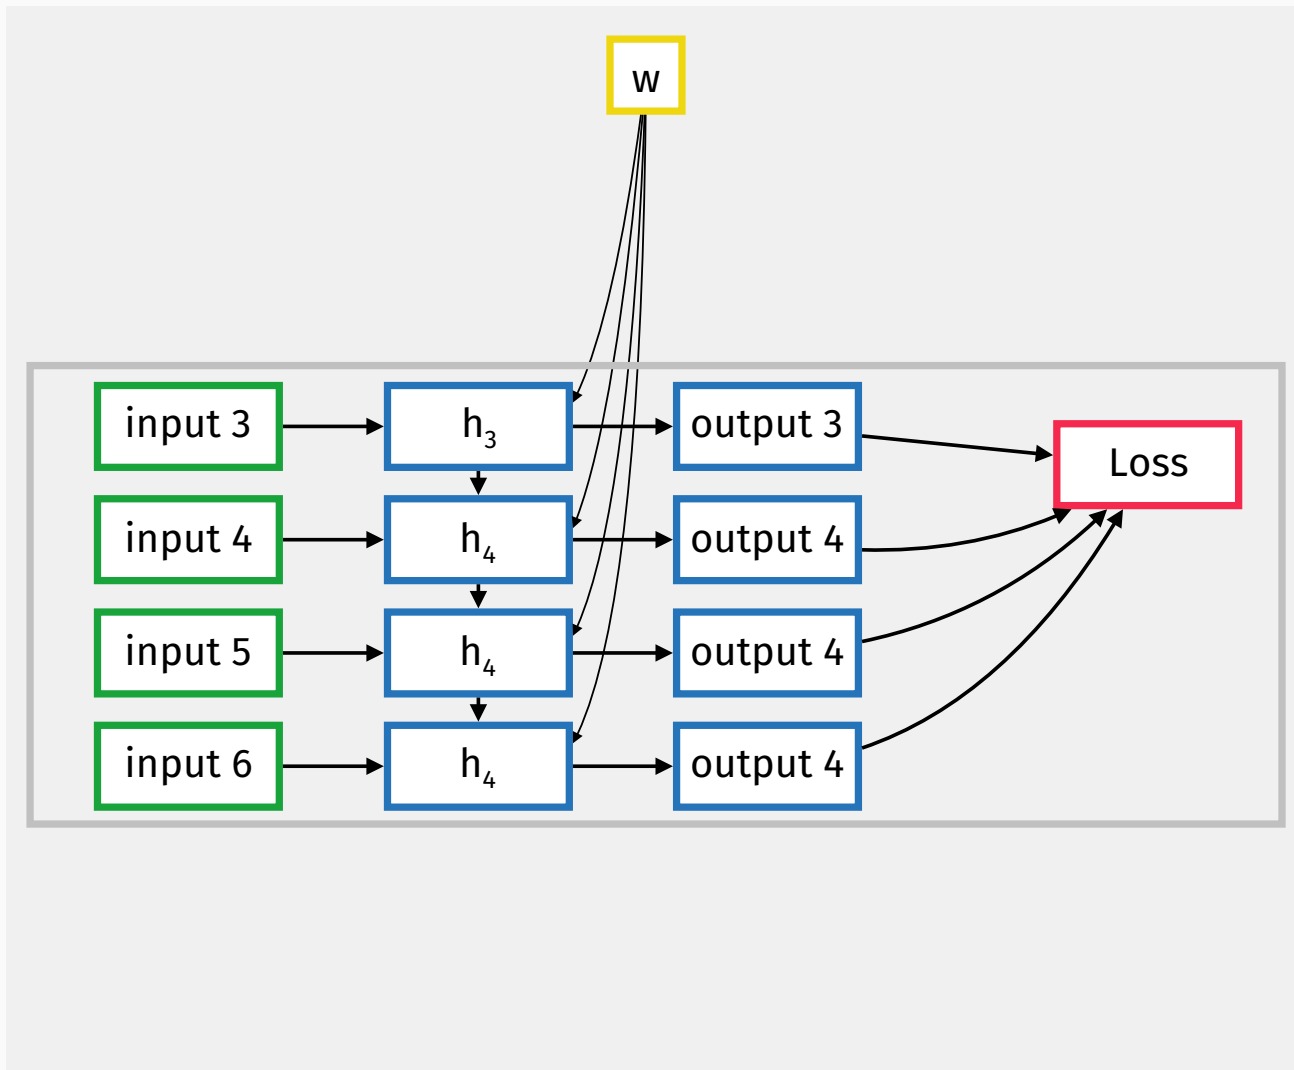 w
input 3 h₃ output 3
Loss
input 4 h₄ output 4
input 5 h₄ output 4
input 6 h₄ output 4